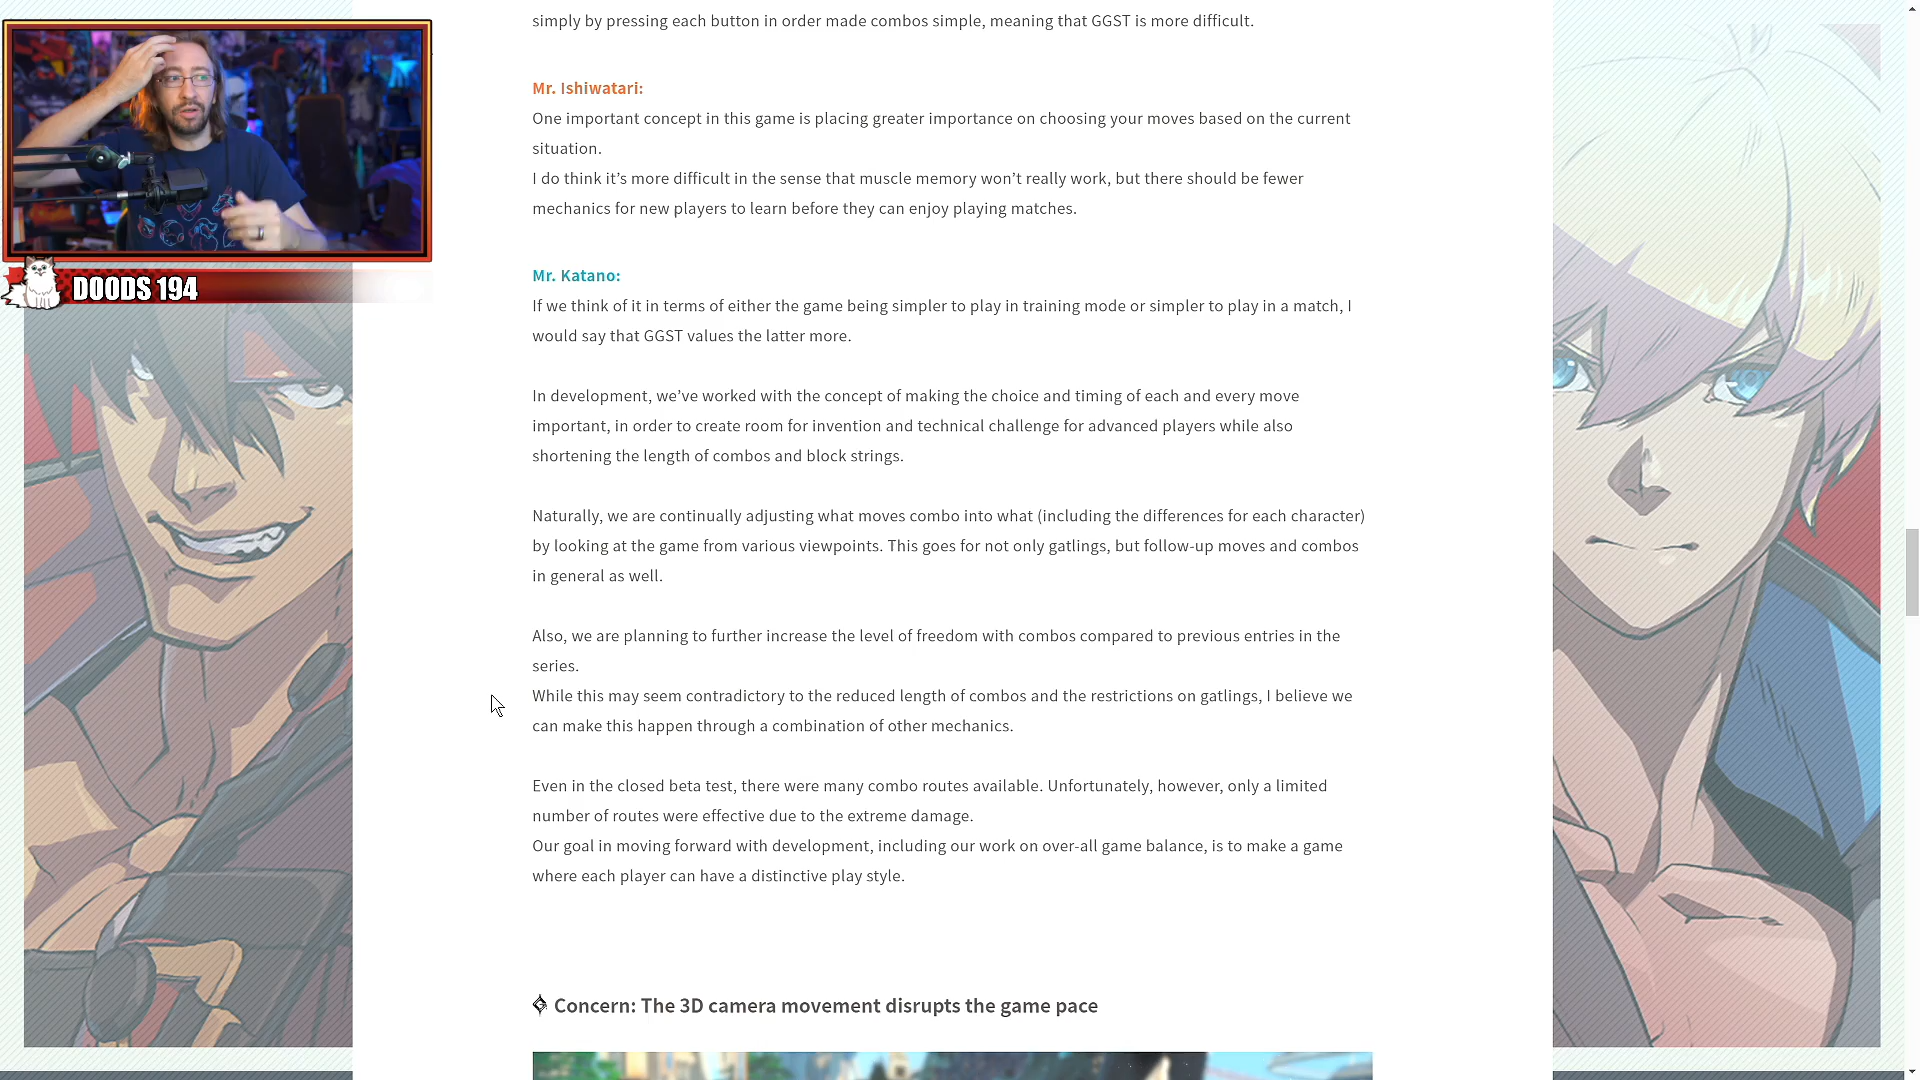 simply by pressing each button in order made combos simple, meaning that GGST is more difficult.
Mr. Ishiwatari:
One important concept in this game is placing greater importance on choosing your moves based on the current
situation.
I do think it’s more difficult in the sense that muscle memory won’t really work, but there should be fewer
mechanics for new players to learn before they can enjoy playing matches.
DOODS 194
Mr. Katano:
If we think of it in terms of either the game being simpler to play in training mode or simpler to play in a match, I
would say that GGST values the latter more.
In development, we’ve worked with the concept of making the choice and timing of each and every move
important, in order to create room for invention and technical challenge for advanced players while also
shortening the length of combos and block strings.
Naturally, we are continually adjusting what moves combo into what (including the differences for each character)
by looking at the game from various viewpoints. This goes for not only gatlings, but follow-up moves and combos
in general as well.
Also, we are planning to further increase the level of freedom with combos compared to previous entries in the
series.
While this may seem contradictory to the reduced length of combos and the restrictions on gatlings, I believe we
can make this happen through a combination of other mechanics.
Even in the closed beta test, there were many combo routes available. Unfortunately, however, only a limited
number of routes were effective due to the extreme damage.
Our goal in moving forward with development, including our work on over-all game balance, is to make a game
where each player can have a distinctive play style.
Concern: The 3D camera movement disrupts the game pace